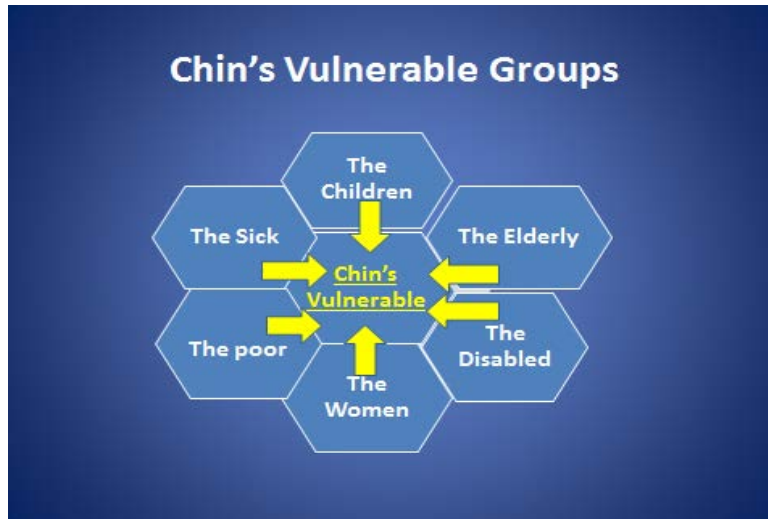 Chin's Vulnerable Groups
The
Children
The Sick
The Elderly
Chin's
Vulnerable
The poor
The
Disabled
The
Women